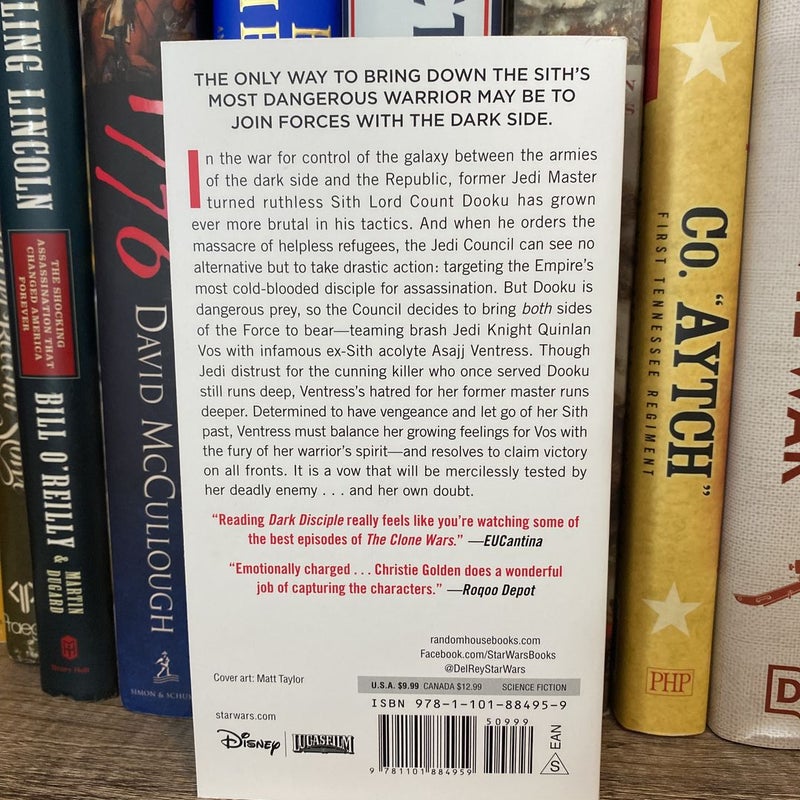 THE ONLY WAY TO BRING DOWN THE SITH'S
MOST DANGEROUS WARRIOR MAY BE TO
JOIN FORCES WITH THE DARK SIDE.
In the war for control of the galaxy between the armies
of the dark side and the Republic, former Jedi Master
turned ruthless Sith Lord Count Dooku has grown
ever more brutal in his tactics. And when he orders the
massacre of helpless refugees, the Jedi Council can see no
alternative but to take drastic action: targeting the Empire's
most cold-blooded disciple for assassination. But Dooku is
dangerous prey, so the Council decides to bring both sides
of the Force to bear—teaming brash Jedi Knight Quinlan
Vos with infamous ex-Sith acolyte Asajj Ventress. Though
Jedi distrust for the cunning killer who once served Dooku
still runs deep, Ventress's hatred for her former master runs
deeper. Determined to have vengeance and let go of her Sith
past, Ventress must balance her growing feelings for Vos with
the fury of her warrior's spirit—and resolves to claim victory
on all fronts. It is a vow that will be mercilessly tested by
her deadly enemy . . . and her own doubt.
"Reading Dark Disciple really feels like you're watching some of
the best episodes of The Clone Wars." —EUCantina
"Emotionally charged . . . Christie Golden does a wonderful
job of capturing the characters." —Roqoo Depot
randomhousebooks.com
Facebook.com/StarWarsBooks
@DelReyStarWars
Cover art: Matt Taylor
U.S.A. $9.99 CANADA $12.99 SCIENCE FICTION
ISBN 978-1-101-88495-9
50999
starwars.com
Disney | LUCASFILM
9 781101 884959
S EAN
LING LINCOLN
THE SHOCKING
ASSASSINATION THAT
CHANGED AMERICA
FOREVER
BILL O'REILLY &
MARTIN
DUGARD
Henry Holt
1776
DAVID McCULLOUGH
SIMON & SCHU
Co. "AYTCH"
FIRST TENNESSEE REGIMENT
PHP
WAR
D